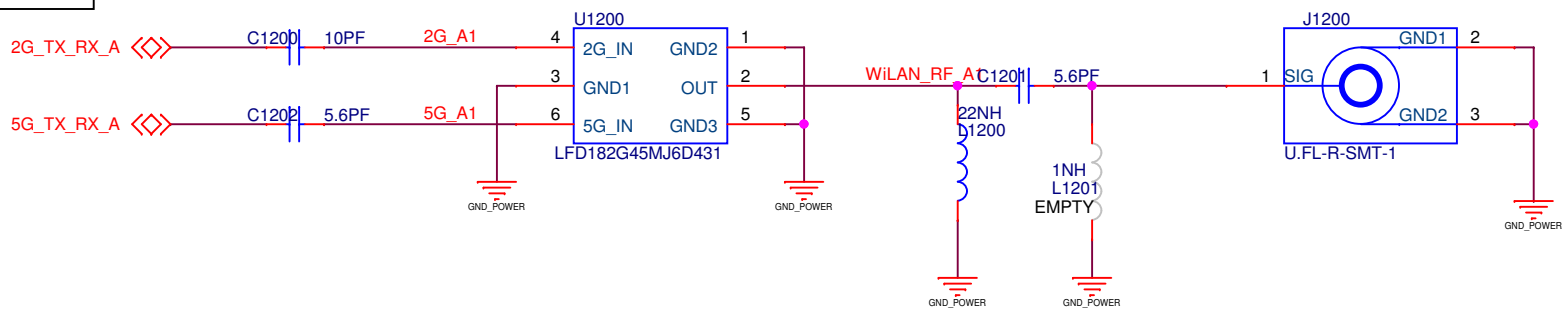 U1200
J1200
2G_TX_RX_A
C1200
10PF
2G_A1
4
2G_IN
GND2
1
GND1
2
3
GND1
OUT
2
WiLAN_RF_A1
C1201
5.6PF
1
SIG
5G_TX_RX_A
C1202
5.6PF
5G_A1
6
5G_IN
GND3
5
22NH
L1200
GND2
3
LFD182G45MJ6D431
U.FL-R-SMT-1
1NH
L1201
EMPTY
GND_POWER
GND_POWER
GND_POWER
GND_POWER
GND_POWER